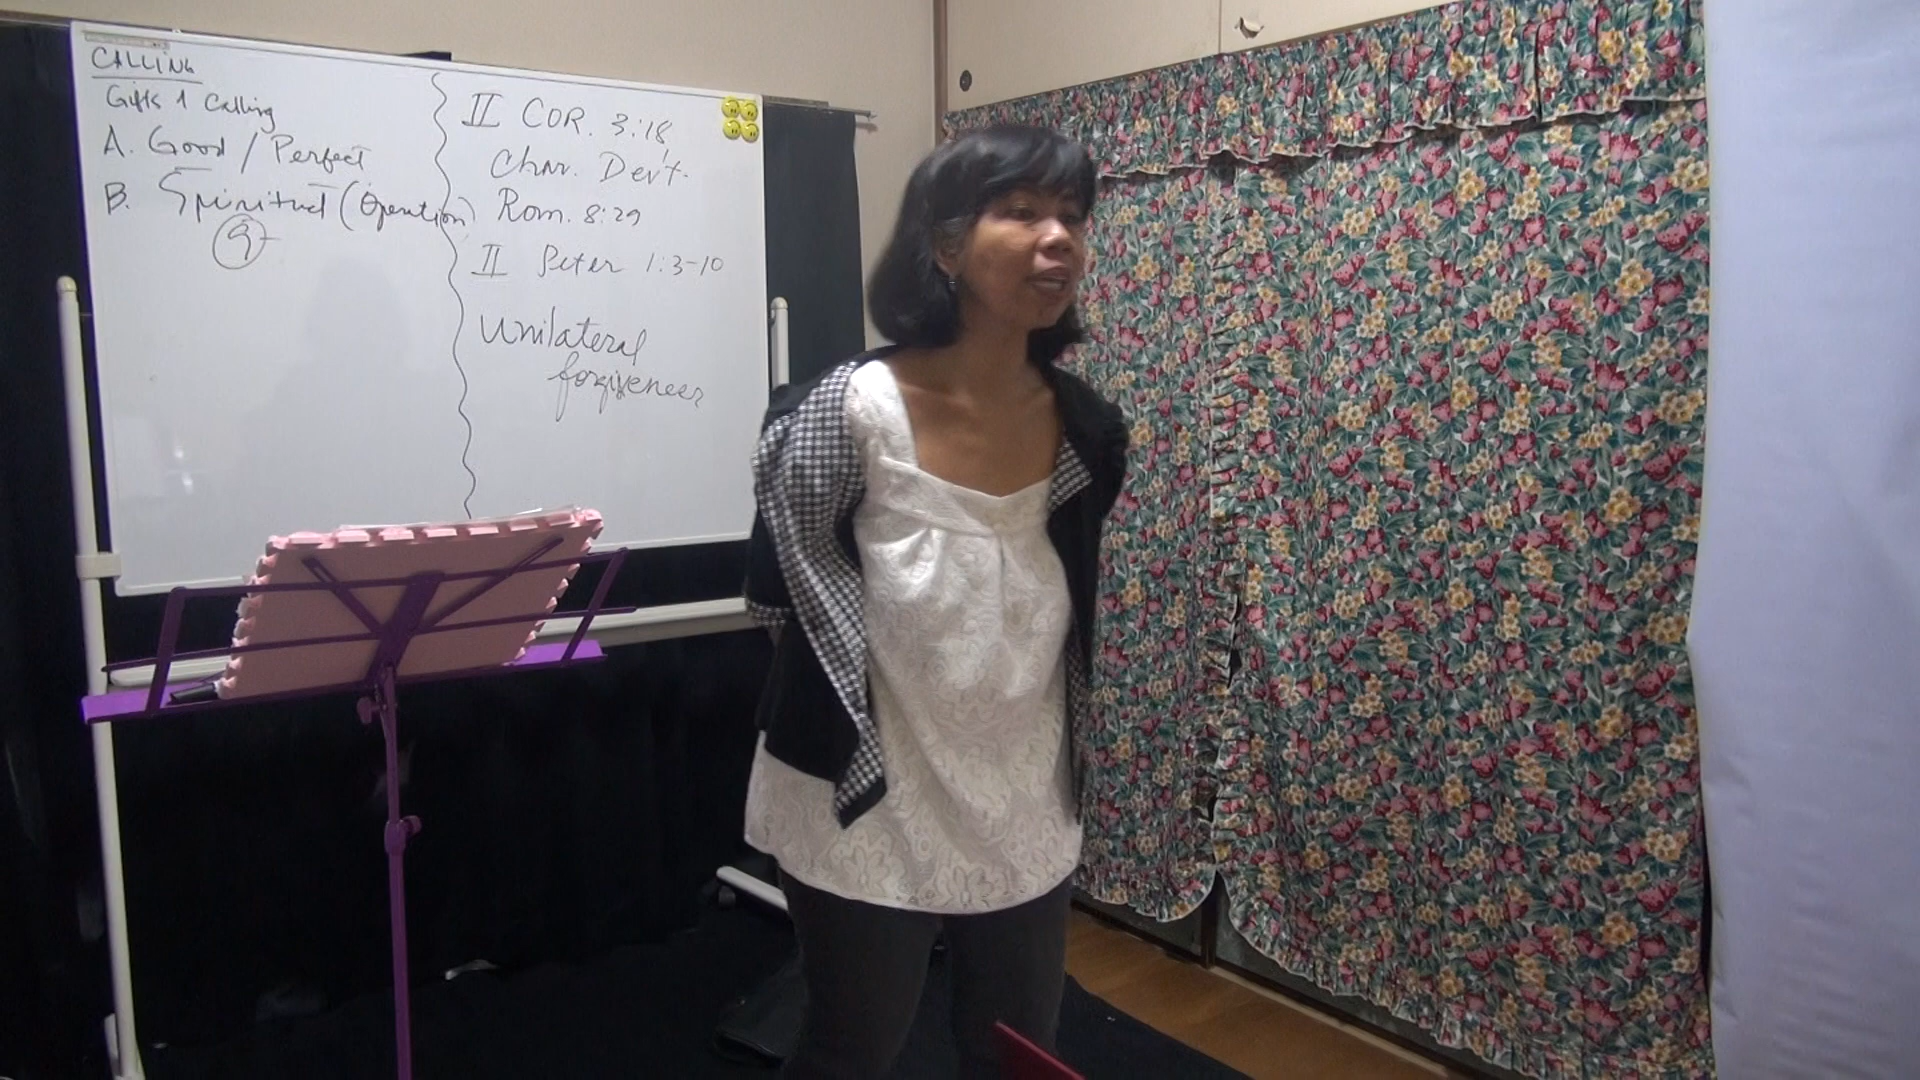 CALLING
Gifts & Calling
A. Good / Perfect
B. Spiritual (Operation)
9
II COR. 3:18
Char. Dev't.
Rom. 8:29
II Peter 1:3-10
Unilateral
forgiveness